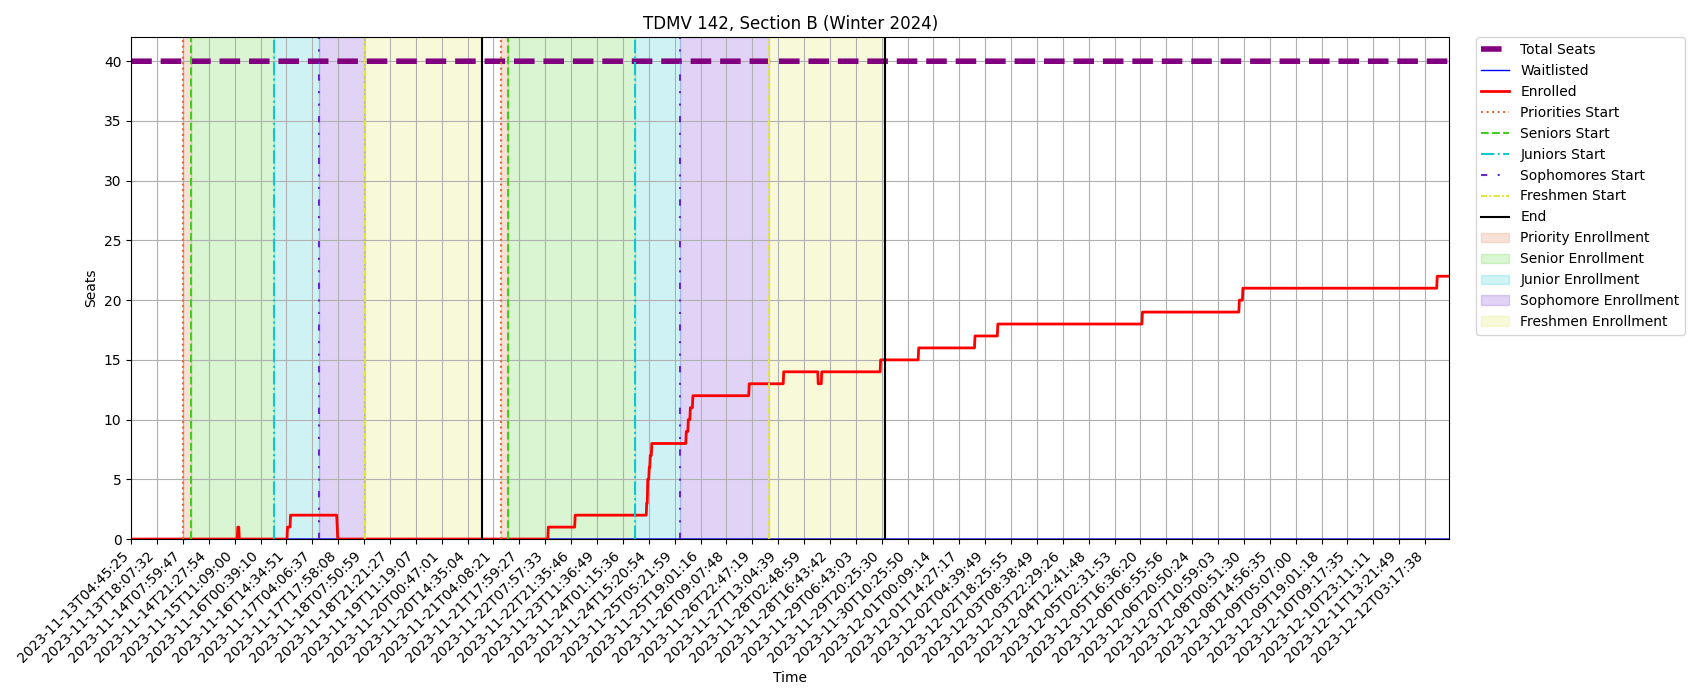 TDMV 142, Section B (Winter 2024)
Total Seats
Waitlisted
Enrolled
Priorities Start
Seniors Start
Juniors Start
Sophomores Start
Freshmen Start
End
Priority Enrollment
Senior Enrollment
Junior Enrollment
Sophomore Enrollment
Freshmen Enrollment
Seats
40
35
30
25
20
15
10
5
0
2023-11-13T04:45:25
2023-11-13T18:07:32
2023-11-14T07:59:47
2023-11-14T21:27:54
2023-11-15T11:09:00
2023-11-16T00:39:10
2023-11-16T14:34:51
2023-11-17T04:06:37
2023-11-17T17:58:08
2023-11-18T07:50:59
2023-11-18T21:21:27
2023-11-19T11:19:07
2023-11-20T00:47:01
2023-11-20T14:35:04
2023-11-21T04:08:21
2023-11-21T17:59:27
2023-11-22T07:57:33
2023-11-22T21:35:46
2023-11-23T11:36:49
2023-11-24T01:15:36
2023-11-24T15:20:54
2023-11-25T05:21:59
2023-11-25T19:01:16
2023-11-26T09:07:48
2023-11-26T22:47:19
2023-11-27T13:04:39
2023-11-28T02:48:59
2023-11-28T16:43:42
2023-11-29T06:43:03
2023-11-29T20:25:30
2023-11-30T10:25:50
2023-12-01T00:09:14
2023-12-01T14:27:17
2023-12-02T04:39:49
2023-12-02T18:25:55
2023-12-03T08:38:49
2023-12-03T22:29:26
2023-12-04T12:41:48
2023-12-05T02:31:53
2023-12-05T16:36:20
2023-12-06T06:55:56
2023-12-06T20:50:24
2023-12-07T10:59:03
2023-12-08T00:51:30
2023-12-08T14:56:35
2023-12-09T05:07:00
2023-12-09T19:01:18
2023-12-10T09:17:35
2023-12-10T23:11:11
2023-12-11T13:21:49
2023-12-12T03:17:38
Time